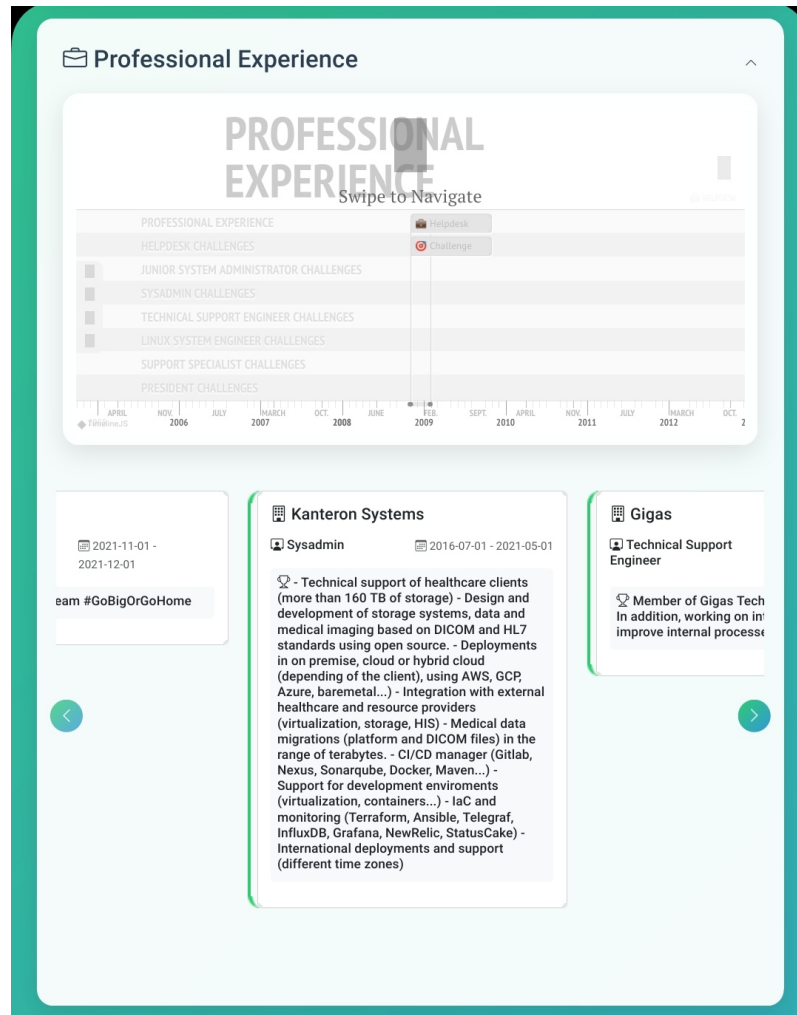 Professional Experience
PROFESSIONAL
EXPERIENCE
Swipe to Navigate
PROFESSIONAL EXPERIENCE
Helpdesk
HELPDESK CHALLENGES
Challenge
JUNIOR SYSTEM ADMINISTRATOR CHALLENGES
SYSADMIN CHALLENGES
TECHNICAL SUPPORT ENGINEER CHALLENGES
LINUX SYSTEM ENGINEER CHALLENGES
SUPPORT SPECIALIST CHALLENGES
PRESIDENT CHALLENGES
APRIL NOV. JULY MARCH OCT. JUNE FEB. SEPT. APRIL NOV. JULY MARCH OCT.
TimelineJS 2006 2007 2008 2009 2010 2011 2012 2
2021-11-01 -
2021-12-01
eam #GoBigOrGoHome
Kanteron Systems
Sysadmin 2016-07-01 - 2021-05-01
- Technical support of healthcare clients
(more than 160 TB of storage) - Design and
development of storage systems, data and
medical imaging based on DICOM and HL7
standards using open source. - Deployments
in on premise, cloud or hybrid cloud
(depending of the client), using AWS, GCP,
Azure, baremetal...) - Integration with external
healthcare and resource providers
(virtualization, storage, HIS) - Medical data
migrations (platform and DICOM files) in the
range of terabytes. - CI/CD manager (Gitlab,
Nexus, Sonarqube, Docker, Maven...) -
Support for development enviroments
(virtualization, containers...) - IaC and
monitoring (Terraform, Ansible, Telegraf,
InfluxDB, Grafana, NewRelic, StatusCake) -
International deployments and support
(different time zones)
Gigas
Technical Support
Engineer
Member of Gigas Tech
In addition, working on int
improve internal processe